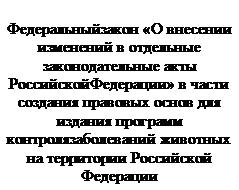 Федеральныйзакон «О внесении
изменений в отдельные
законодательные акты
РоссийскойФедерации» в части
создания правовых основ для
издания программ
контролязаболеваний животных
на территории Российской
Федерации